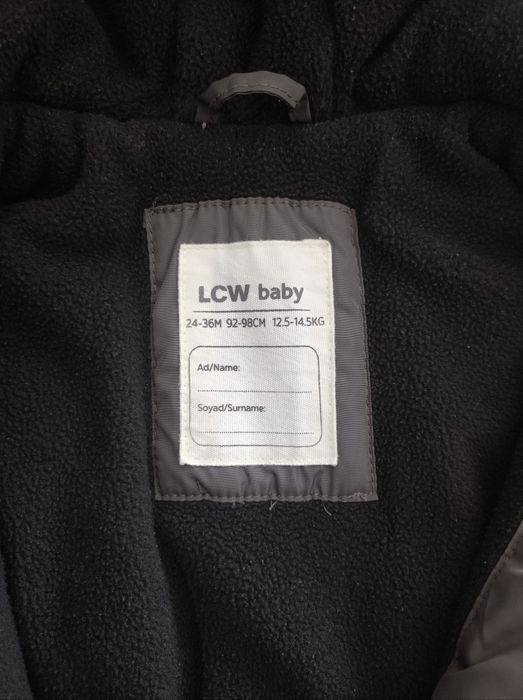 LCW baby
24-36M 92-98CM 12.5-14.5KG
Ad/Name:
Soyad/Surname: